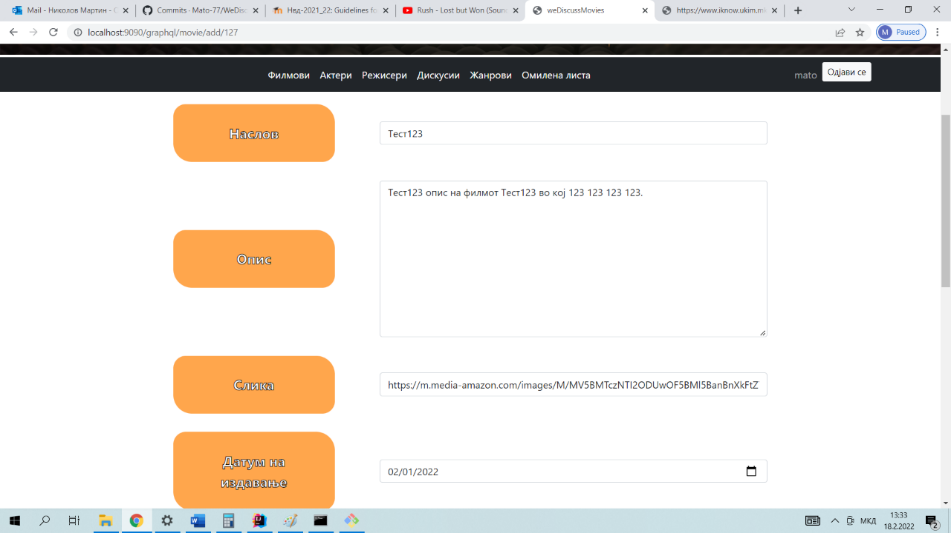 Mail - Николов Мартин - 
Commits · Mato-77/WeDisc
Нед-2021_22: Guidelines fo
Rush - Lost but Won (Soun
weDiscussMovies
https://www.iknow.ukim.m
localhost:9090/graphql/movie/add/127
M Paused
Филмови Актери Режисери Дискусии Жанрови Омилена листа mato Одјави се
Наслов Тест123
Тест123 опис на филмот Тест123 во кој 123 123 123 123.
Опис
Слика https://m.media-amazon.com/images/M/MV5BMTczNTI2ODUwOF5BMl5BanBnXkFtZ
Датум на
издавање
02/01/2022
МКД
13:33
18.2.2022
2